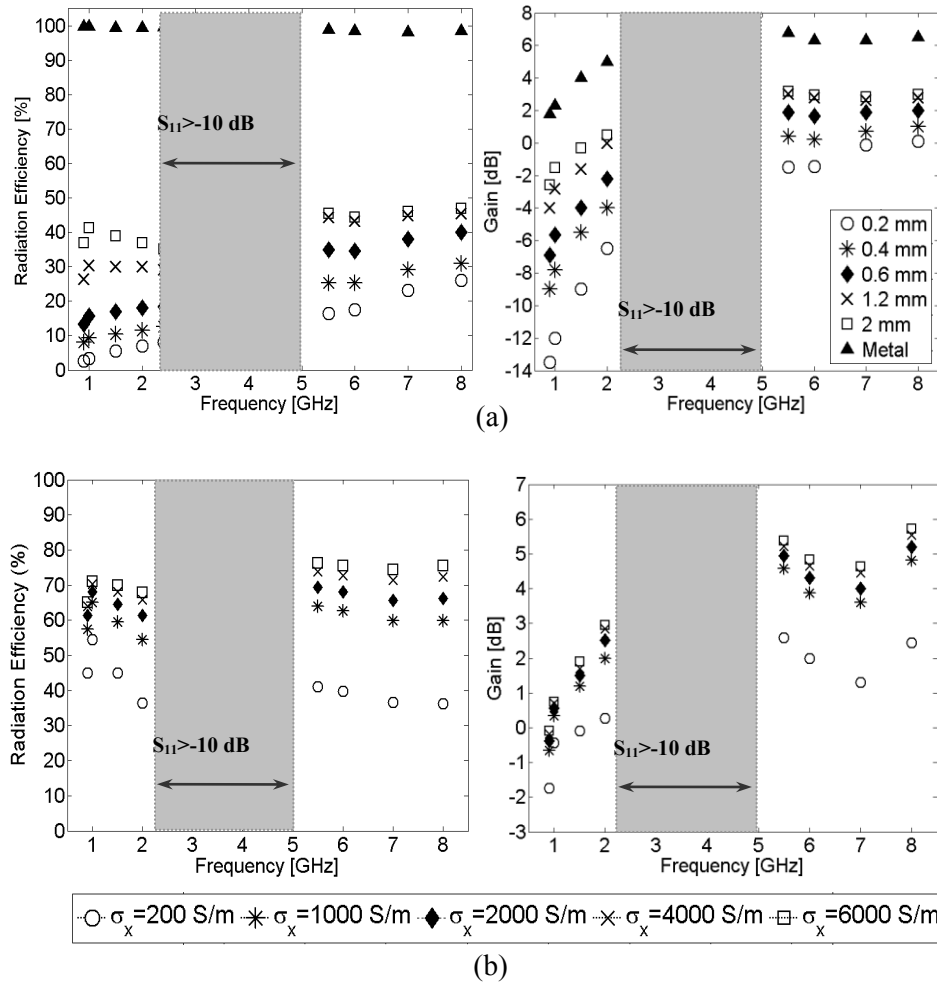 100
90
80
70
60
50
40
30
20
10
0
Radiation Efficiency [%]
S₁₁>-10 dB
1 2 3 4 5 6 7 8
Frequency [GHz]
8
6
4
2
0
-2
-4
-6
-8
-10
-12
-14
Gain [dB]
S₁₁>-10 dB
0.2 mm
0.4 mm
0.6 mm
1.2 mm
2 mm
Metal
1 2 3 4 5 6 7 8
Frequency [GHz]
(a)
100
90
80
70
60
50
40
30
20
10
0
Radiation Efficiency (%)
S₁₁>-10 dB
1 2 3 4 5 6 7 8
Frequency [GHz]
7
6
5
4
3
2
1
0
-1
-2
-3
Gain [dB]
S₁₁>-10 dB
1 2 3 4 5 6 7 8
Frequency [GHz]
σₓ=200 S/m σₓ=1000 S/m σₓ=2000 S/m σₓ=4000 S/m σₓ=6000 S/m
(b)